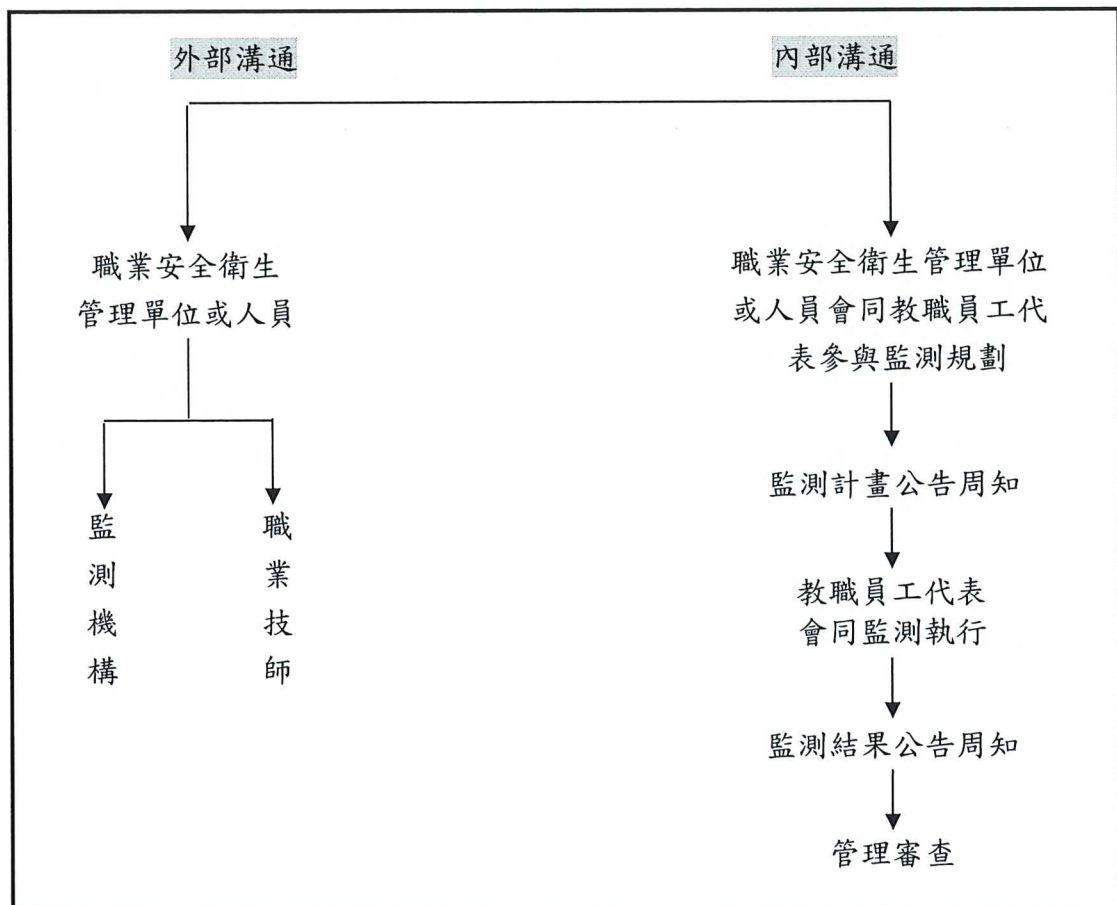 外部溝通
內部溝通
職業安全衛生
管理單位或人員
監測機構
職業技師
職業安全衛生管理單位
或人員會同教職員工代
表參與監測規劃
監測計畫公告周知
教職員工代表
會同監測執行
監測結果公告周知
管理審查